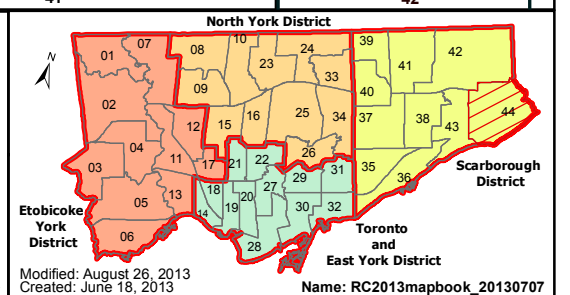 41 42
North York District
01 07 08 10 23 24 33 39 41 42
02 09 40
04 12 15 16 25 34 37 38 43 44
03 11 17 21 22 26 35 36
05 13 18 29 31
14 19 20 27 30 32
06 28
N
Scarborough
District
Etobicoke
York
District
Toronto
and
East York District
Modified: August 26, 2013
Created: June 18, 2013
Name: RC2013mapbook_20130707